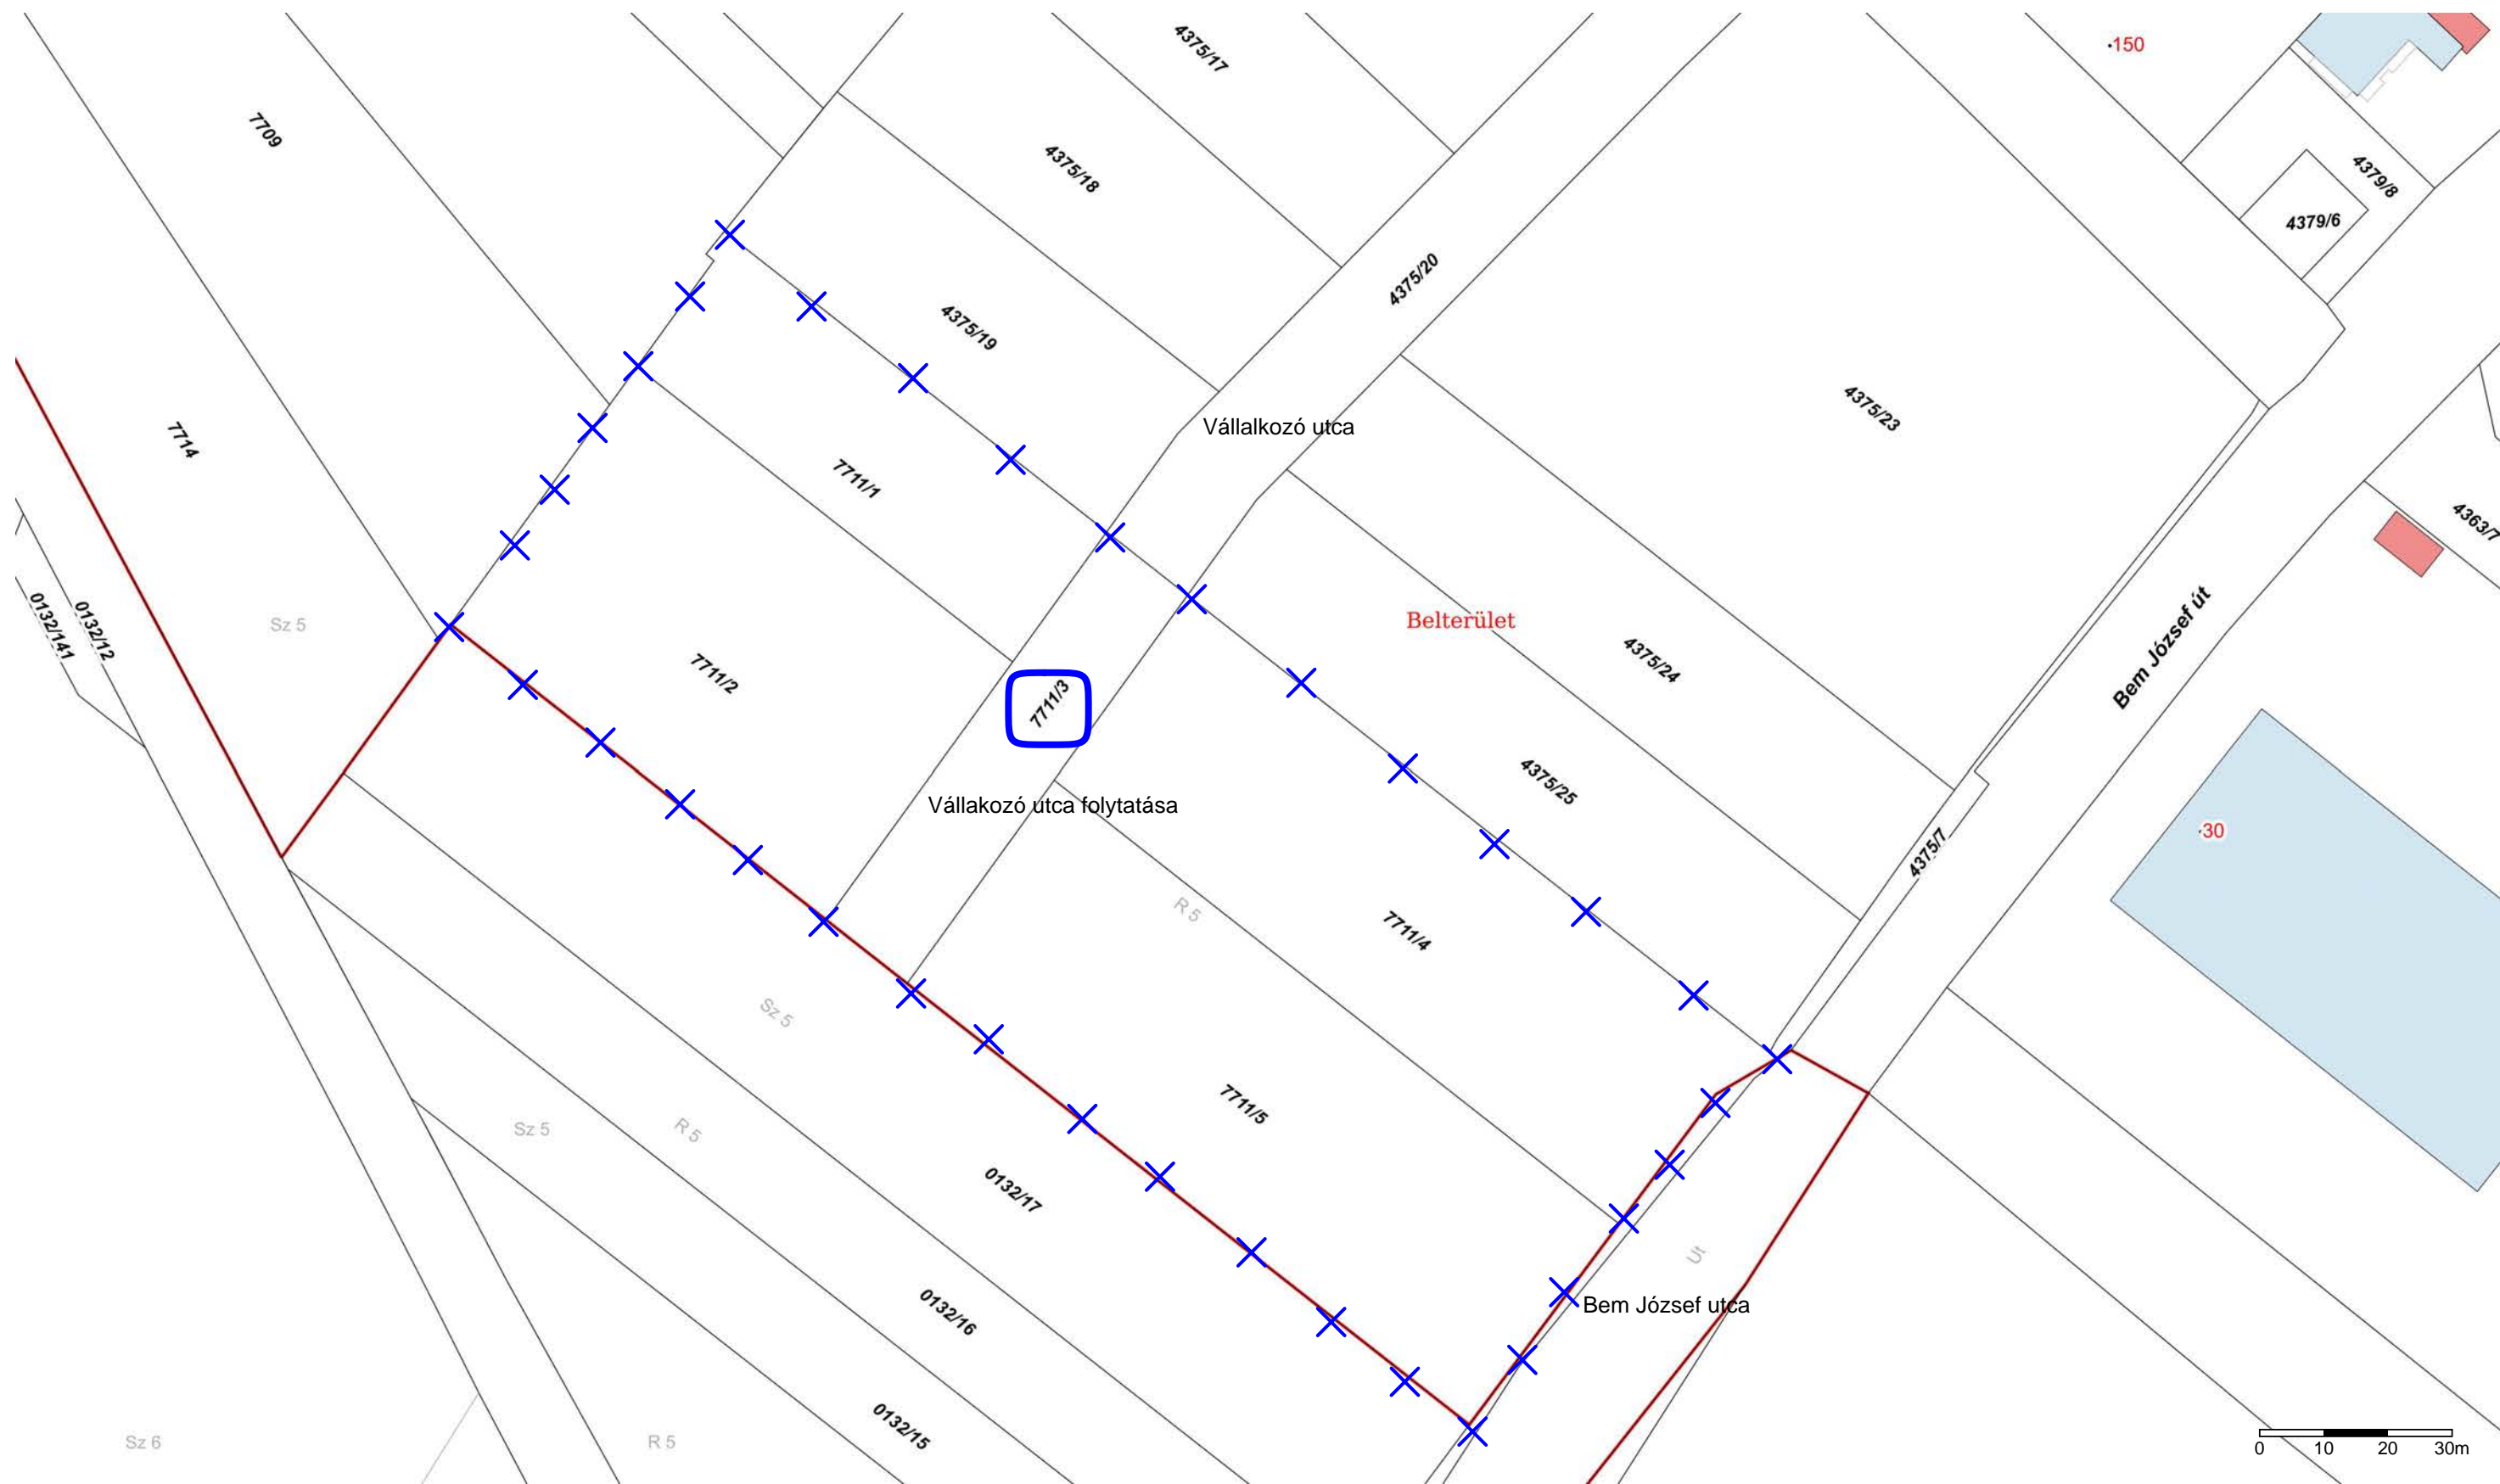 4375/17
150
7709
4375/18
4379/8
4379/6
4375/20
4375/19
4375/23
Vállalkozó utca
7714
7711/1
4363/7
0132/141
0132/12
Sz 5
Belterület
4375/24
Bem József út
7711/2
7711/3
4375/25
Vállakozó utca folytatása
30
4375/7
R 5
7711/4
Sz 5
Sz 5
R 5
7711/5
0132/17
Út
Bem József utca
0132/16
0132/15
Sz 6
R 5
0 10 20 30m